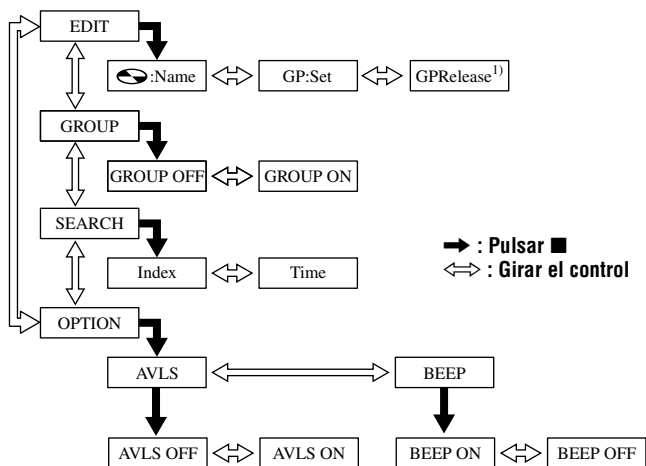 EDIT
:Name
GP:Set
GPRelease1)
GROUP
GROUP OFF
GROUP ON
SEARCH
Index
Time
: Pulsar ■
: Girar el control
OPTION
AVLS
BEEP
AVLS OFF
AVLS ON
BEEP ON
BEEP OFF